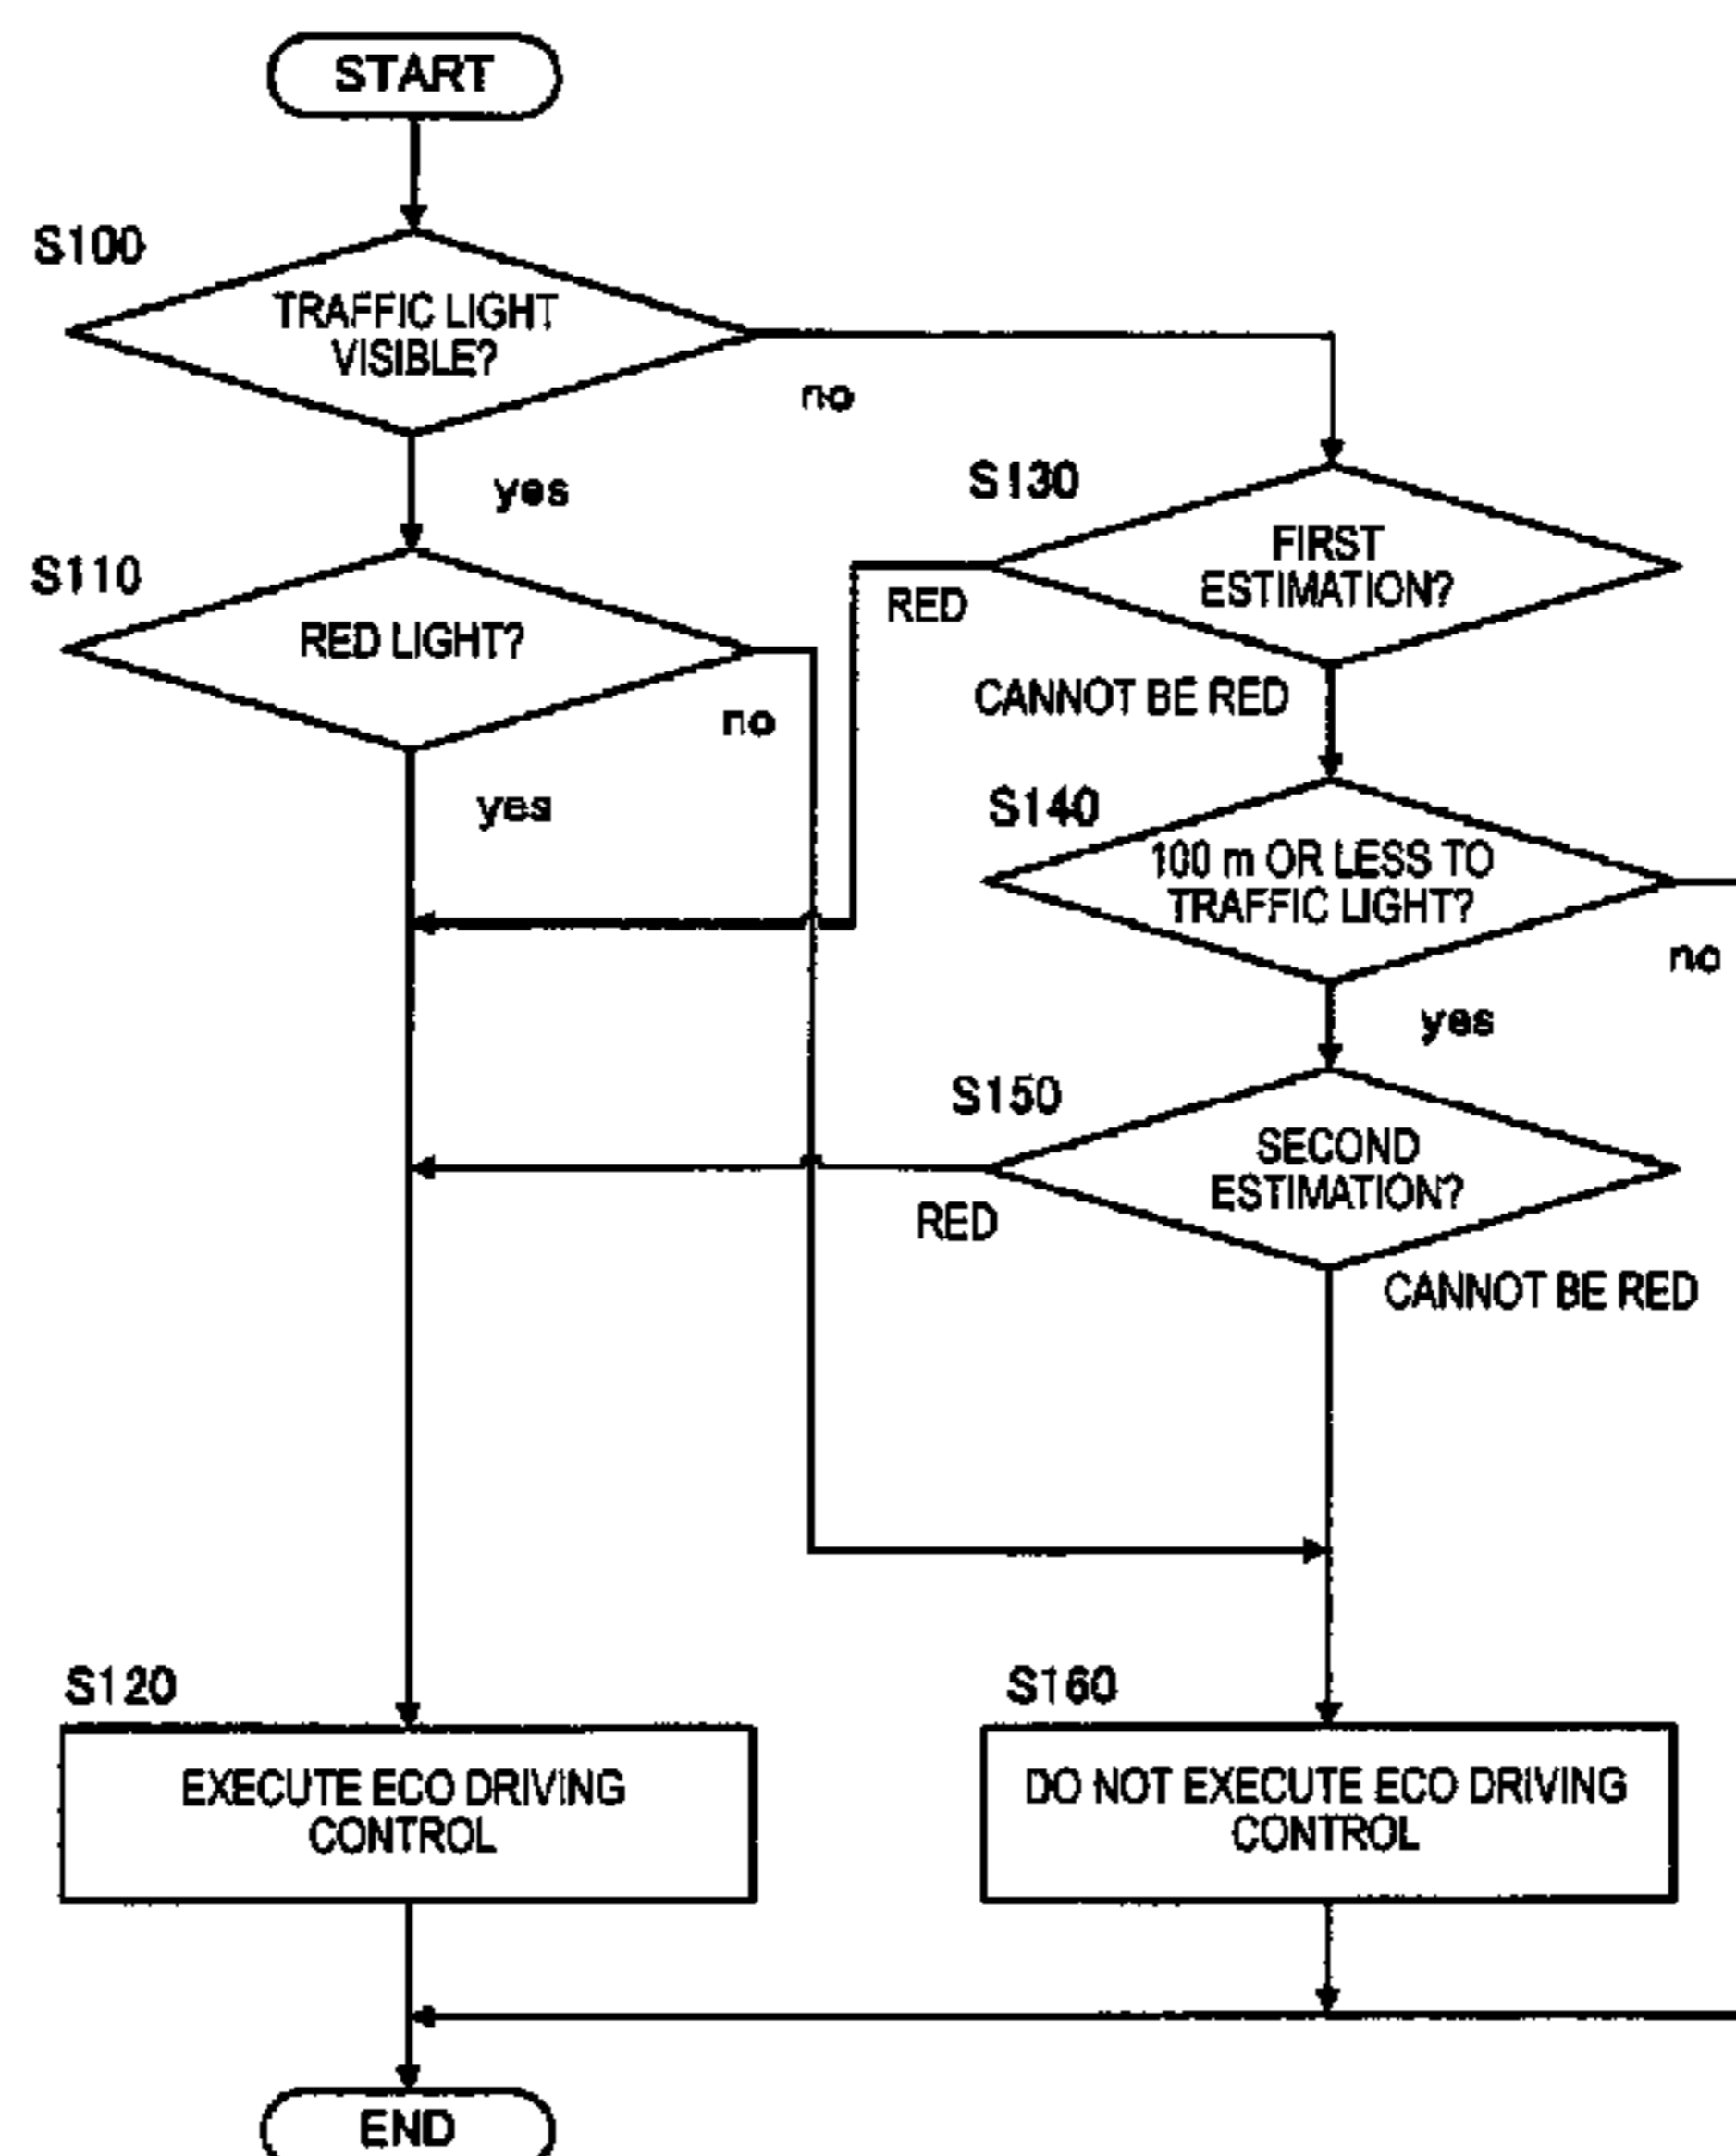 START
S100
TRAFFIC LIGHT
VISIBLE?
no
yes
S130
FIRST
ESTIMATION?
RED
S110
RED LIGHT?
CANNOT BE RED
no
yes
S140
100 m OR LESS TO
TRAFFIC LIGHT?
no
yes
S150
SECOND
ESTIMATION?
RED
CANNOT BE RED
S120
EXECUTE ECO DRIVING
CONTROL
S160
DO NOT EXECUTE ECO DRIVING
CONTROL
END